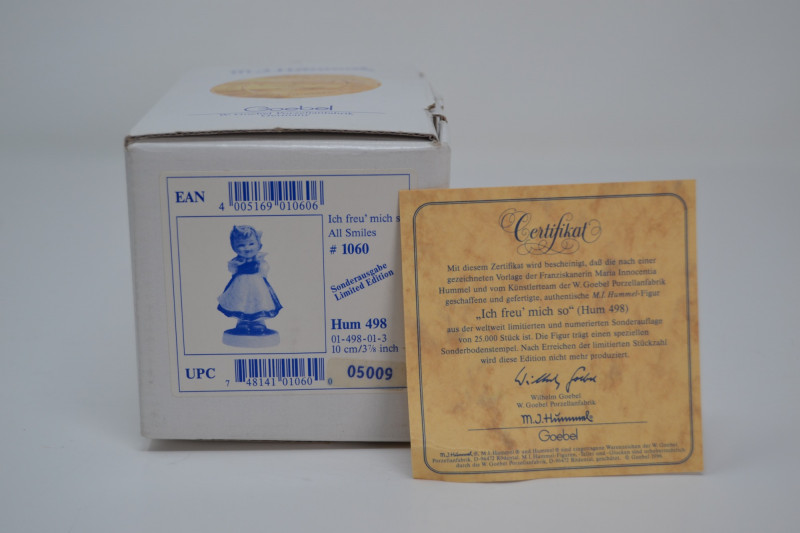 M.J.Hummel
Goebel
EAN
4 005169 010606
Ich freu' mich s
All Smiles
# 1060
Sonderausgabe
Limited Edition
Hum 498
01-498-01-3
10 cm/3⅞ inch
UPC
7 48141 01060 0
05009
Certifikat
Mit diesem Zertifikat wird bescheinigt, daß die nach einer
gezeichneten Vorlage der Franziskanerin Maria Innocentia
Hummel und vom Künstlerteam der W. Goebel Porzellanfabrik
geschaffene und gefertigte, authentische M.I. Hummel-Figur
„Ich freu' mich so“ (Hum 498)
aus der weltweit limitierten und numerierten Sonderauflage
von 25.000 Stück ist. Die Figur trägt einen speziellen
Sonderbodenstempel. Nach Erreichen der limitierten Stückzahl
wird diese Edition nicht mehr produziert.
Wilhelm Goebel
W. Goebel Porzellanfabrik
M.J.Hummel
Goebel